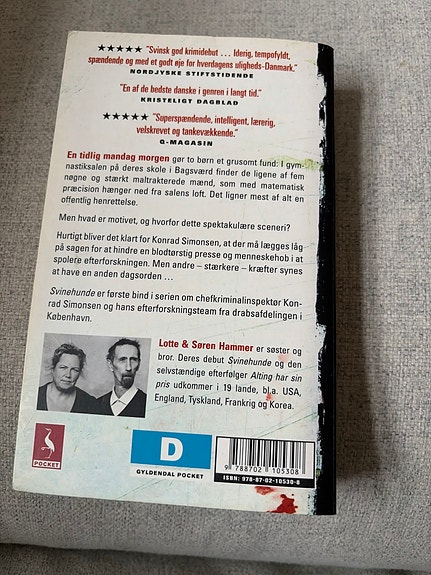 ★★★★★ "Svinsk god krimidebut ... Iderig, tempofyldt,
spændende og med et godt øje for hverdagens uligheds-Danmark."
NORDJYSKE STIFTSTIDENDE
"En af de bedste danske i genren i langt tid."
KRISTELIGT DAGBLAD
★★★★★ "Superspændende, intelligent, lærerig,
velskrevet og tankevækkende."
Q-MAGASIN
En tidlig mandag morgen gør to børn et grusomt fund: I gym-
nastiksalen på deres skole i Bagsværd finder de ligene af fem
nøgne og stærkt maltrakterede mænd, som med matematisk
præcision hænger ned fra salens loft. Det ligner mest af alt en
offentlig henrettelse.
Men hvad er motivet, og hvorfor dette spektakulære sceneri?
Hurtigt bliver det klart for Konrad Simonsen, at der må lægges låg
på sagen for at hindre en blodtørstig presse og menneskehob i at
spolere efterforskningen. Men andre – stærkere – kræfter synes
at have en anden dagsorden ...
Svinehunde er første bind i serien om chefkriminalinspektør Kon-
rad Simonsen og hans efterforskningsteam fra drabsafdelingen i
København.
Lotte & Søren Hammer er søster og
bror. Deres debut Svinehunde og den
selvstændige efterfølger Alting har sin
pris udkommer i 19 lande, bl.a. USA,
England, Tyskland, Frankrig og Korea.
POCKET
D
GYLDENDAL POCKET
9 788702 105308
ISBN: 978-87-02-10530-8